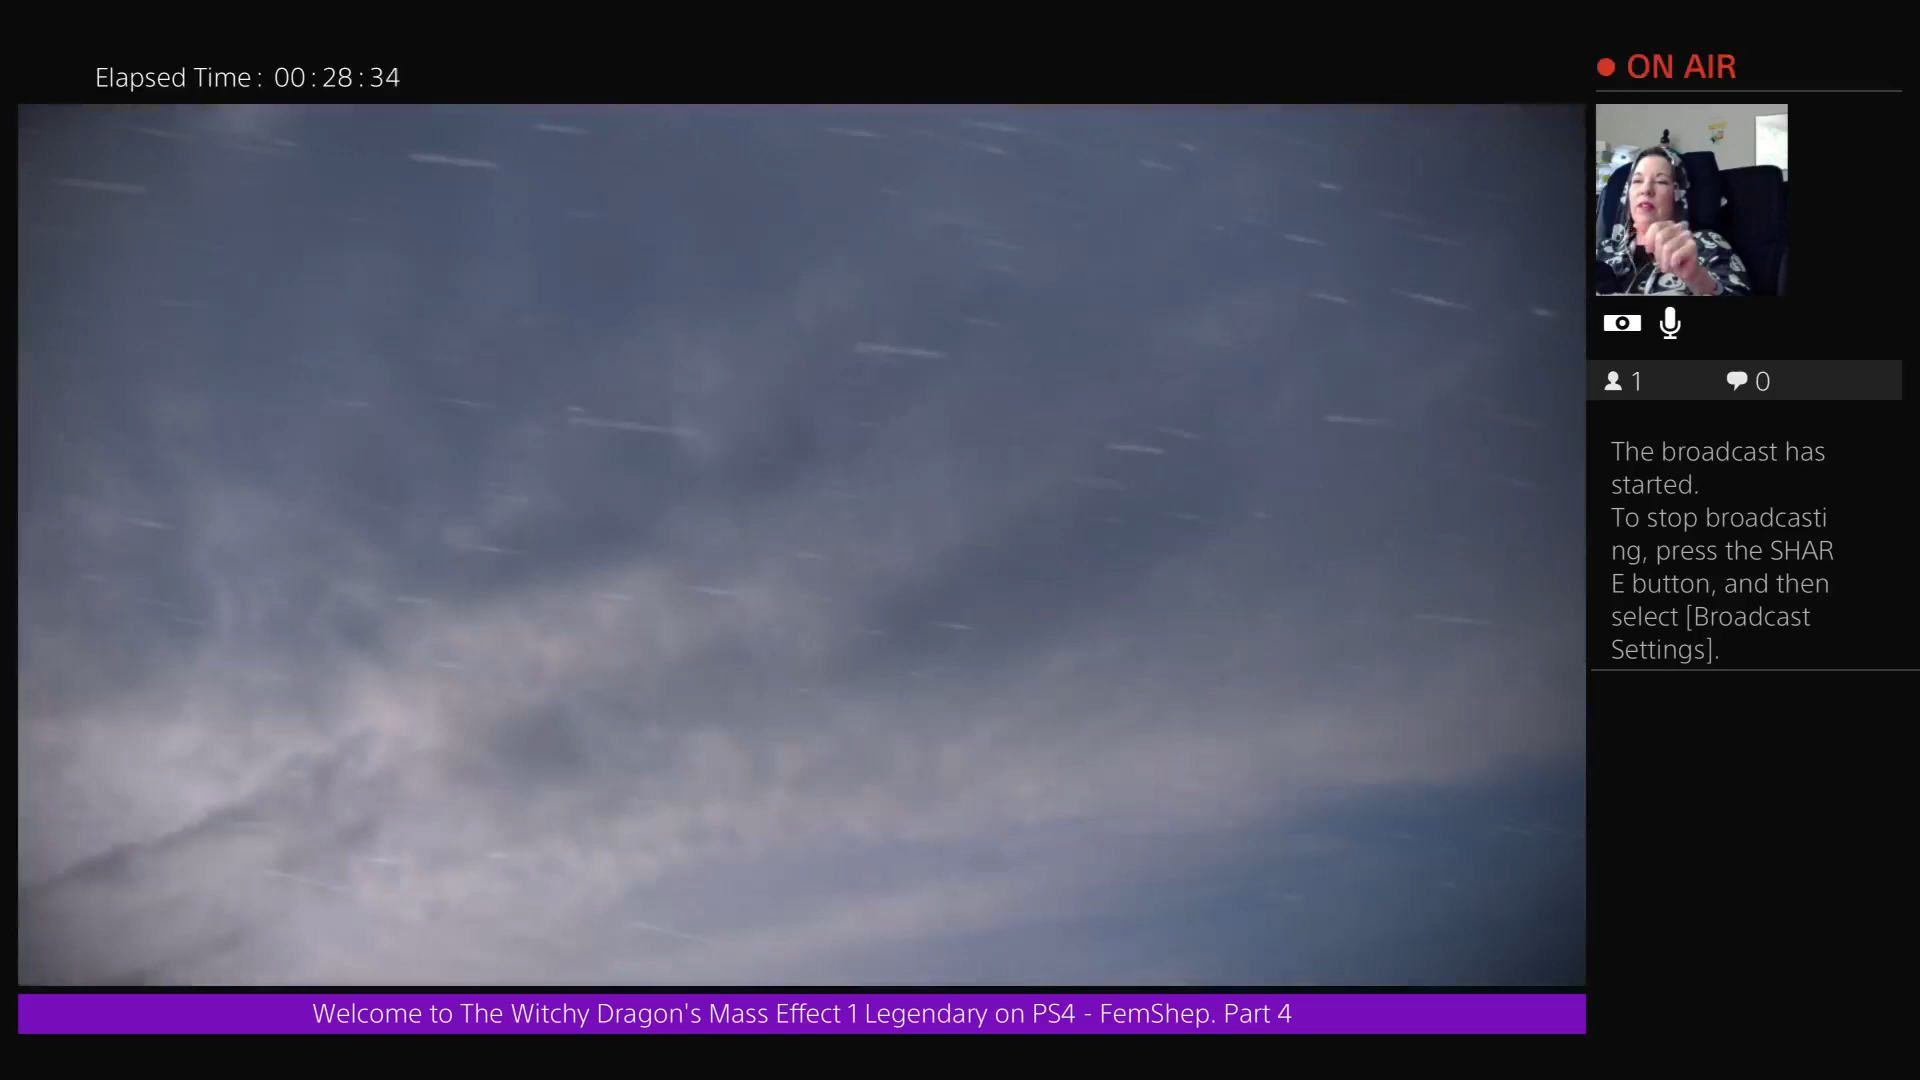 Elapsed Time: 00:28:34
ON AIR
1
0
The broadcast has
started.
To stop broadcasti
ng, press the SHAR
E button, and then
select [Broadcast
Settings].
Welcome to The Witchy Dragon's Mass Effect 1 Legendary on PS4 - FemShep. Part 4